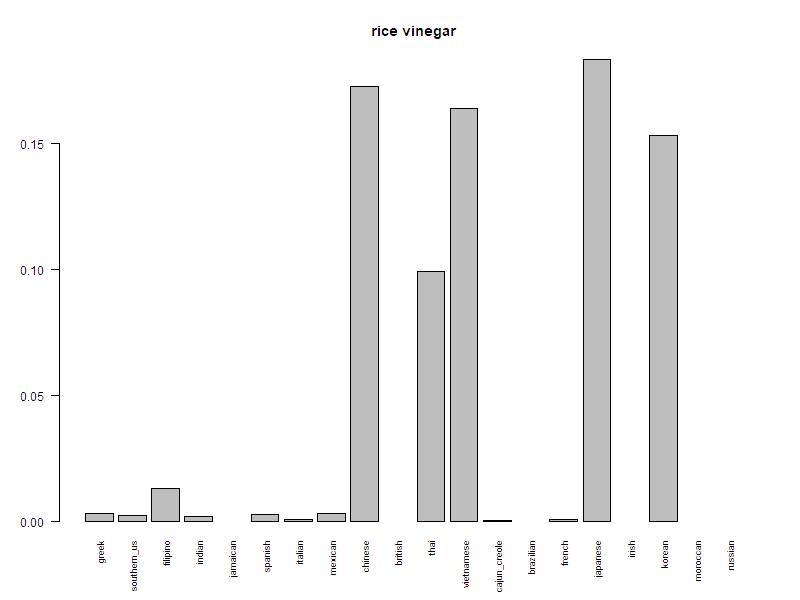 rice vinegar
0.15
0.10
0.05
0.00
greek
southern_us
filipino
indian
jamaican
spanish
italian
mexican
chinese
british
thai
vietnamese
cajun_creole
brazilian
french
japanese
irish
korean
moroccan
russian